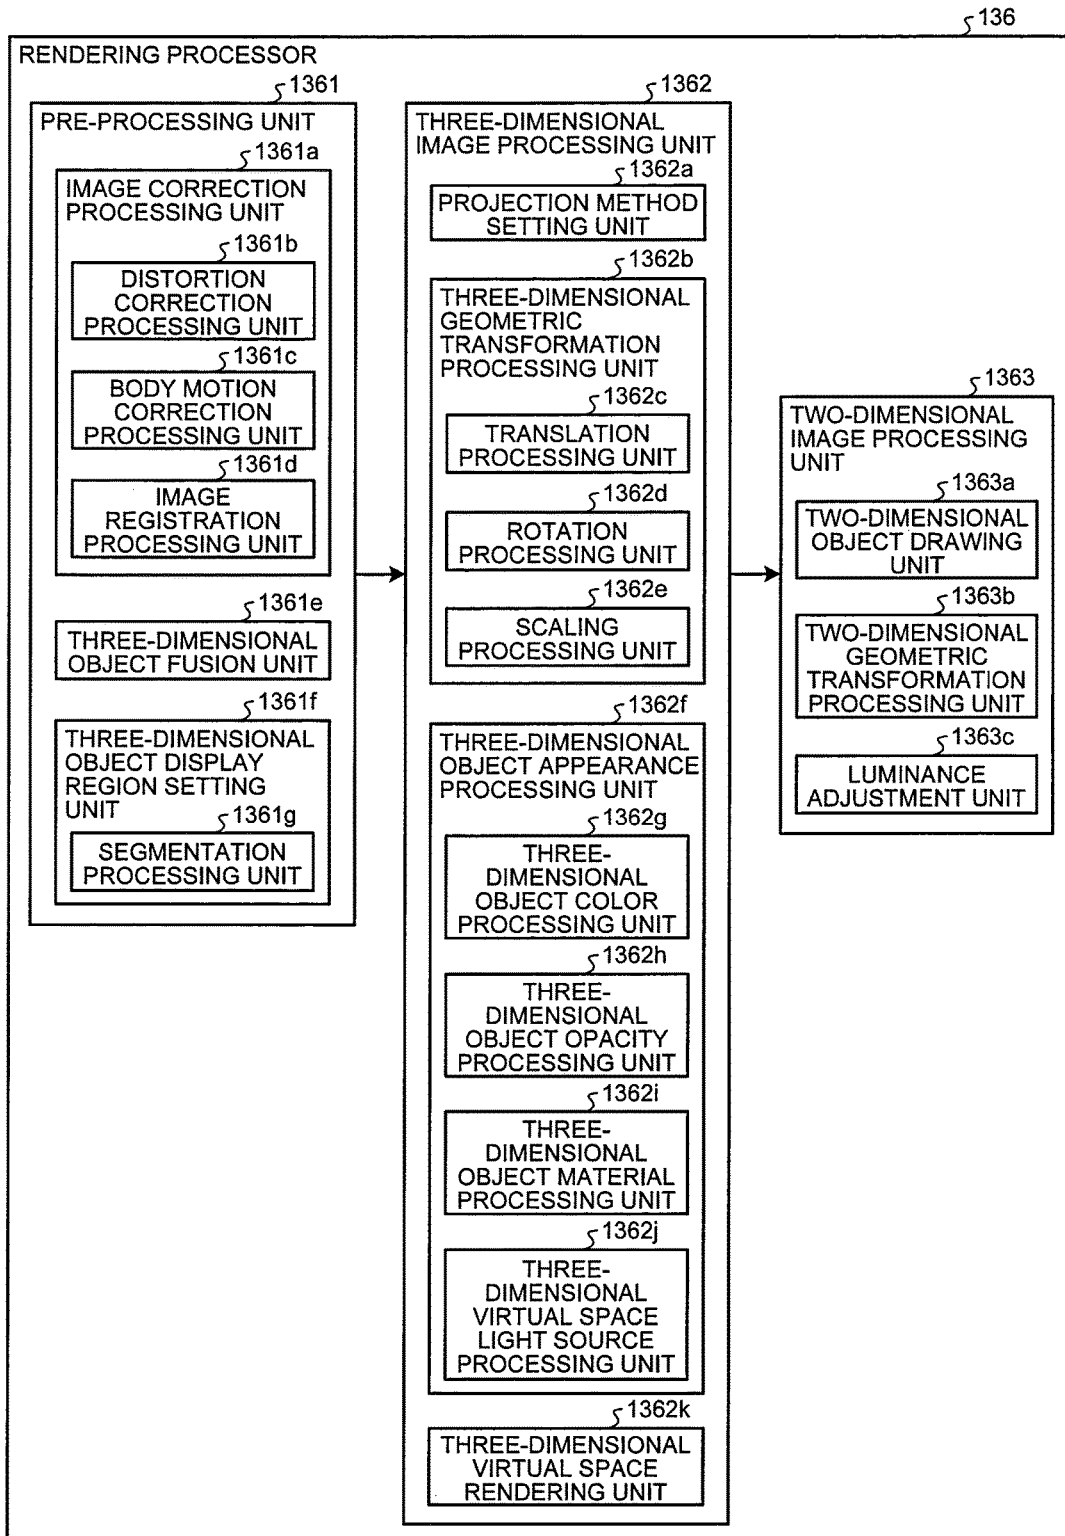 136
RENDERING PROCESSOR
1361
PRE-PROCESSING UNIT
1361a
IMAGE CORRECTION
PROCESSING UNIT
1361b
DISTORTION
CORRECTION
PROCESSING UNIT
1361c
BODY MOTION
CORRECTION
PROCESSING UNIT
1361d
IMAGE
REGISTRATION
PROCESSING UNIT
1361e
THREE-DIMENSIONAL
OBJECT FUSION UNIT
1361f
THREE-DIMENSIONAL
OBJECT DISPLAY
REGION SETTING
UNIT
1361g
SEGMENTATION
PROCESSING UNIT
1362
THREE-DIMENSIONAL
IMAGE PROCESSING UNIT
1362a
PROJECTION METHOD
SETTING UNIT
1362b
THREE-DIMENSIONAL
GEOMETRIC
TRANSFORMATION
PROCESSING UNIT
1362c
TRANSLATION
PROCESSING UNIT
1362d
ROTATION
PROCESSING UNIT
1362e
SCALING
PROCESSING UNIT
1362f
THREE-DIMENSIONAL
OBJECT APPEARANCE
PROCESSING UNIT
1362g
THREE-
DIMENSIONAL
OBJECT COLOR
PROCESSING UNIT
1362h
THREE-
DIMENSIONAL
OBJECT OPACITY
PROCESSING UNIT
1362i
THREE-
DIMENSIONAL
OBJECT MATERIAL
PROCESSING UNIT
1362j
THREE-
DIMENSIONAL
VIRTUAL SPACE
LIGHT SOURCE
PROCESSING UNIT
1362k
THREE-DIMENSIONAL
VIRTUAL SPACE
RENDERING UNIT
1363
TWO-DIMENSIONAL
IMAGE PROCESSING
UNIT
1363a
TWO-DIMENSIONAL
OBJECT DRAWING
UNIT
1363b
TWO-DIMENSIONAL
GEOMETRIC
TRANSFORMATION
PROCESSING UNIT
1363c
LUMINANCE
ADJUSTMENT UNIT